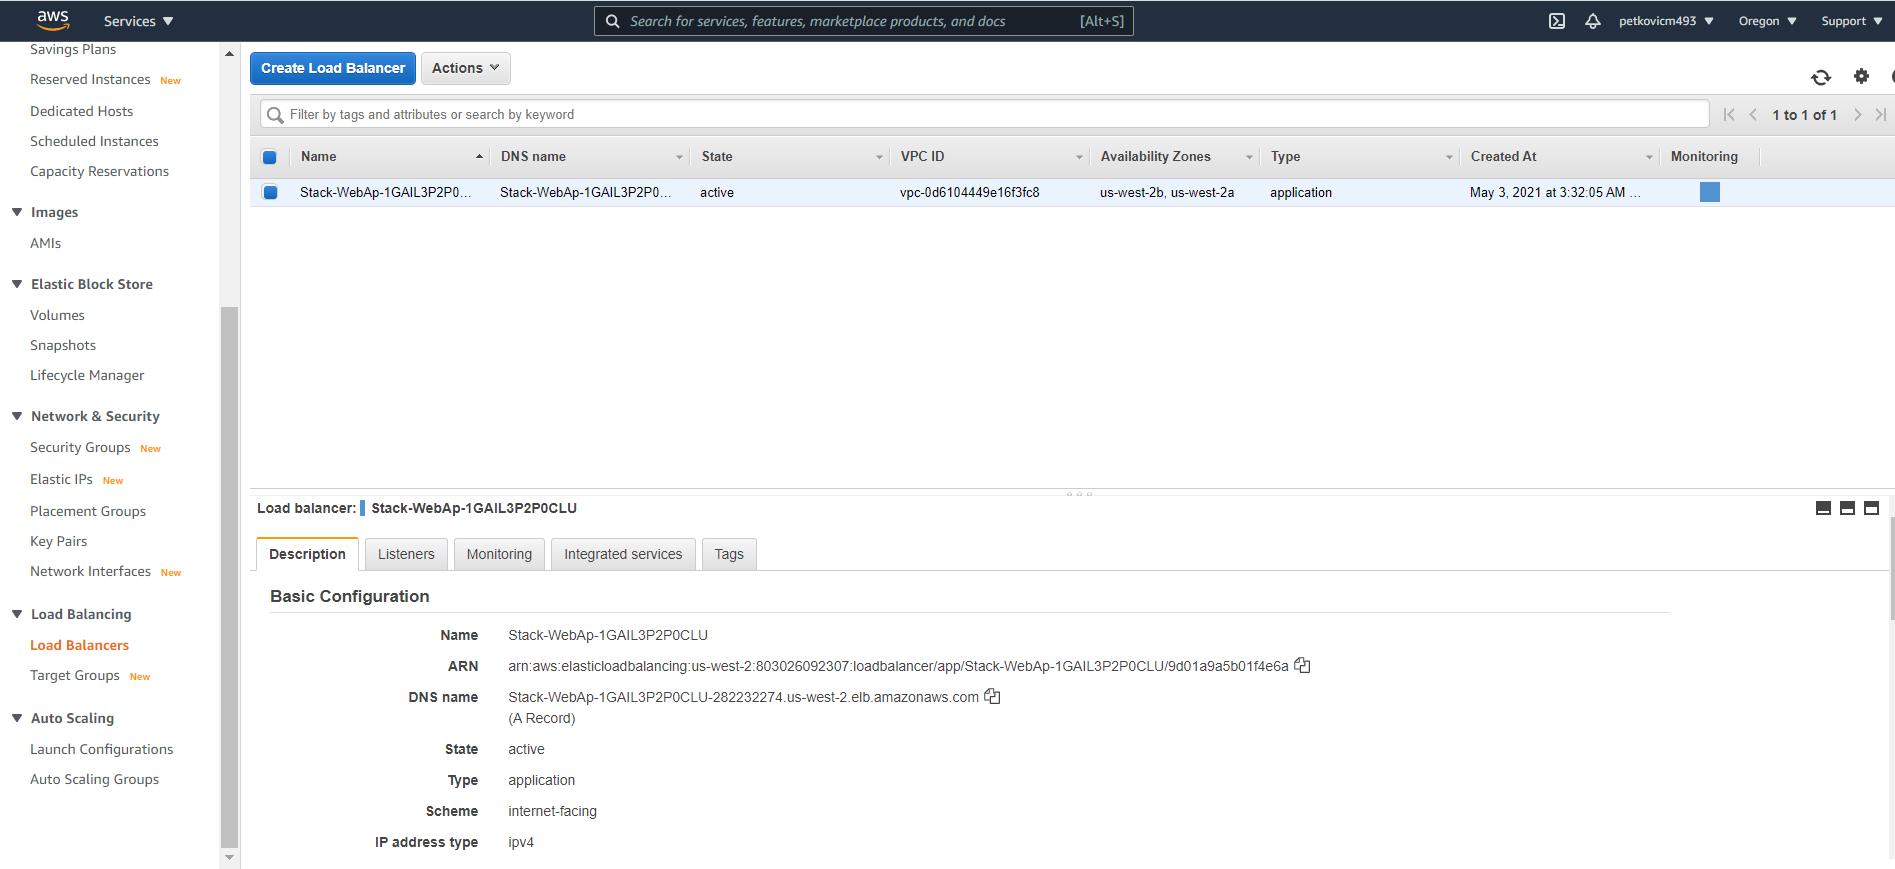 aws Services Search for services, features, marketplace products, and docs [Alt+S] petkovicm493 Oregon Support
Savings Plans
Reserved Instances New
Dedicated Hosts
Scheduled Instances
Capacity Reservations
Images
AMIs
Elastic Block Store
Volumes
Snapshots
Lifecycle Manager
Network & Security
Security Groups New
Elastic IPs New
Placement Groups
Key Pairs
Network Interfaces New
Load Balancing
Load Balancers
Target Groups New
Auto Scaling
Launch Configurations
Auto Scaling Groups
Create Load Balancer Actions
Filter by tags and attributes or search by keyword 1 to 1 of 1
Name DNS name State VPC ID Availability Zones Type Created At Monitoring
Stack-WebAp-1GAIL3P2P0... Stack-WebAp-1GAIL3P2P0... active vpc-0d6104449e16f3fc8 us-west-2b, us-west-2a application May 3, 2021 at 3:32:05 AM ...
Load balancer: Stack-WebAp-1GAIL3P2P0CLU
Description Listeners Monitoring Integrated services Tags
Basic Configuration
Name Stack-WebAp-1GAIL3P2P0CLU
ARN arn:aws:elasticloadbalancing:us-west-2:803026092307:loadbalancer/app/Stack-WebAp-1GAIL3P2P0CLU/9d01a9a5b01f4e6a
DNS name Stack-WebAp-1GAIL3P2P0CLU-282232274.us-west-2.elb.amazonaws.com
(A Record)
State active
Type application
Scheme internet-facing
IP address type ipv4